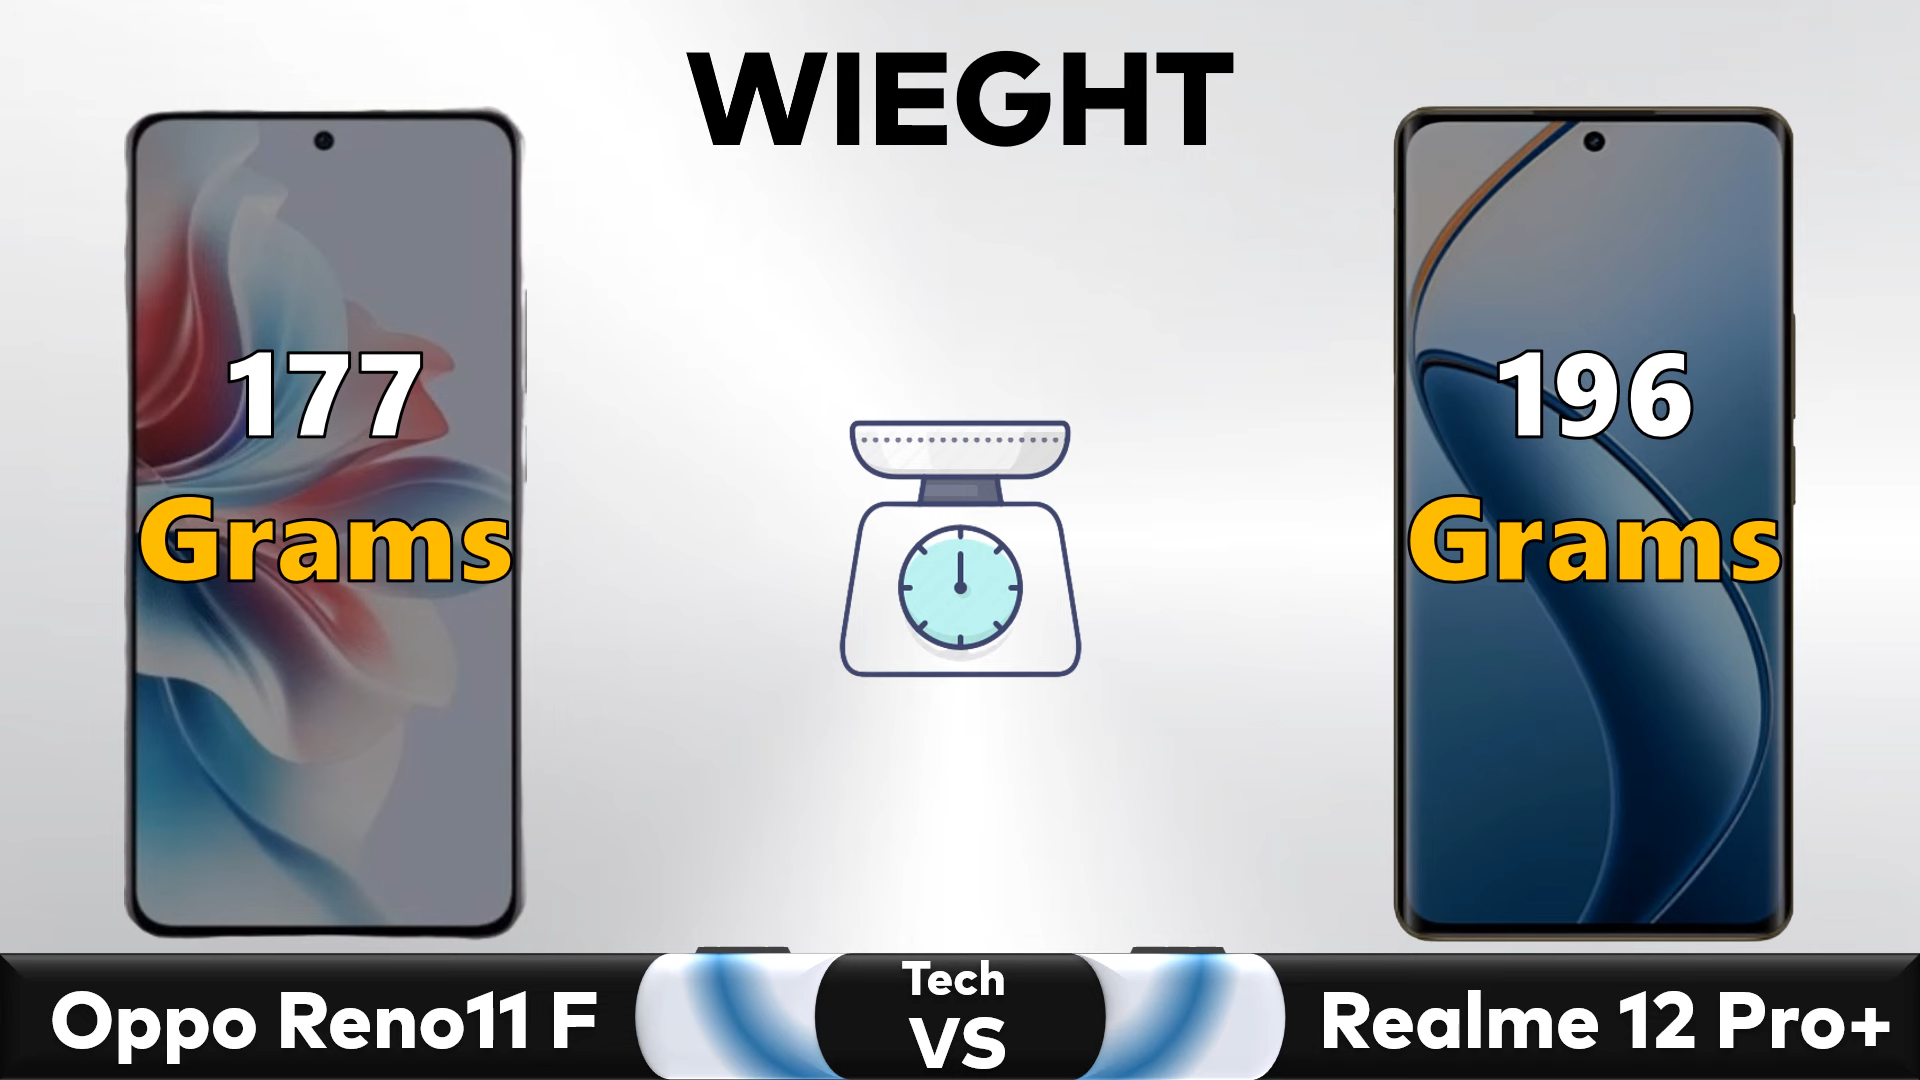 WIEGHT
177
Grams
196
Grams
Oppo Reno11 F
Tech
VS
Realme 12 Pro+